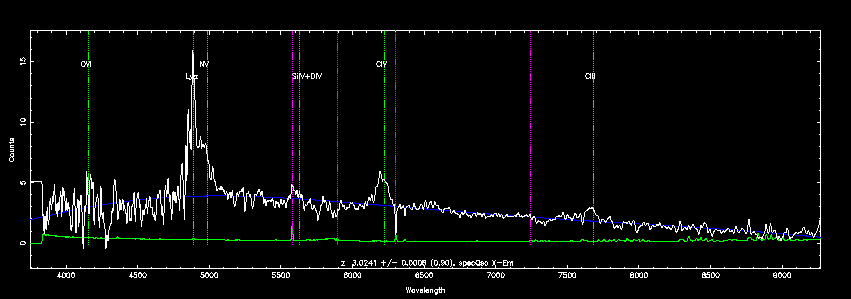 OVI NV CIV
Lyα SiIV+OIV CIII
15
10
5
0
Counts
4000 4500 5000 5500 6000 6500 7000 7500 8000 8500 9000
z 3.0241 +/- 0.0008 (0.90), specQso X-Em
Wavelength